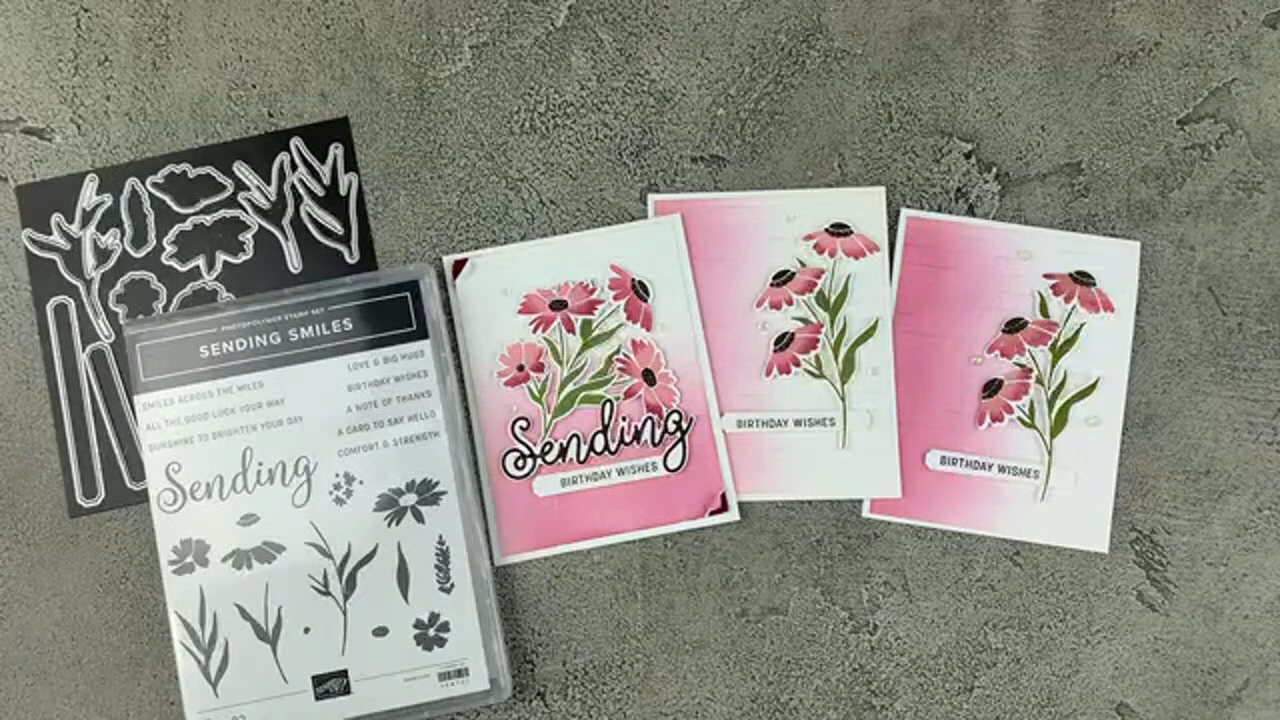 PHOTOPOLYMER STAMP SET
SENDING SMILES
LOVE & BIG HUGS
SMILES ACROSS THE MILES
BIRTHDAY WISHES
ALL THE GOOD LUCK YOUR WAY
A NOTE OF THANKS
SUNSHINE TO BRIGHTEN YOUR DAY
A CARD TO SAY HELLO
COMFORT & STRENGTH
Sending
Sending
BIRTHDAY WISHES
BIRTHDAY WISHES
BIRTHDAY WISHES